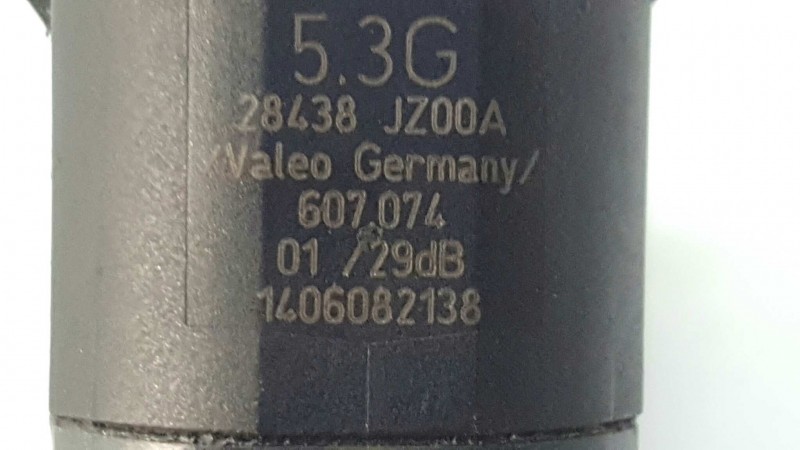 5.3G
28438 JZ00A
/Valeo Germany/
607.074
01 /29dB
1406082138